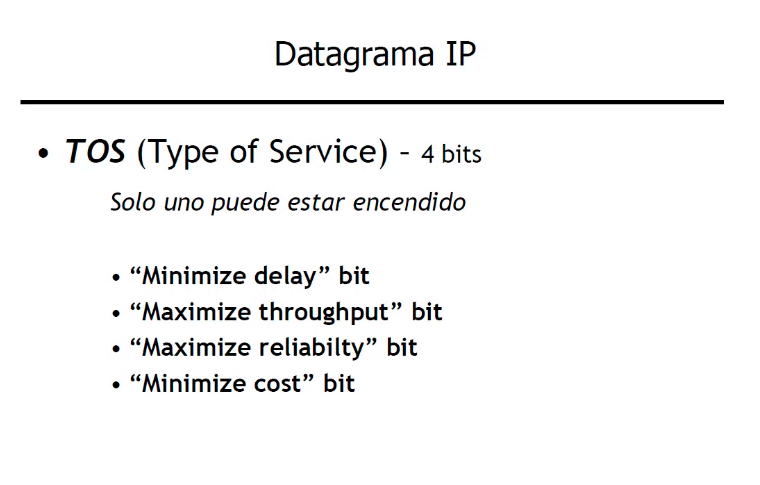 Datagrama IP
• TOS (Type of Service) – 4 bits
Solo uno puede estar encendido
• “Minimize delay” bit
• “Maximize throughput” bit
• “Maximize reliabilty” bit
• “Minimize cost” bit